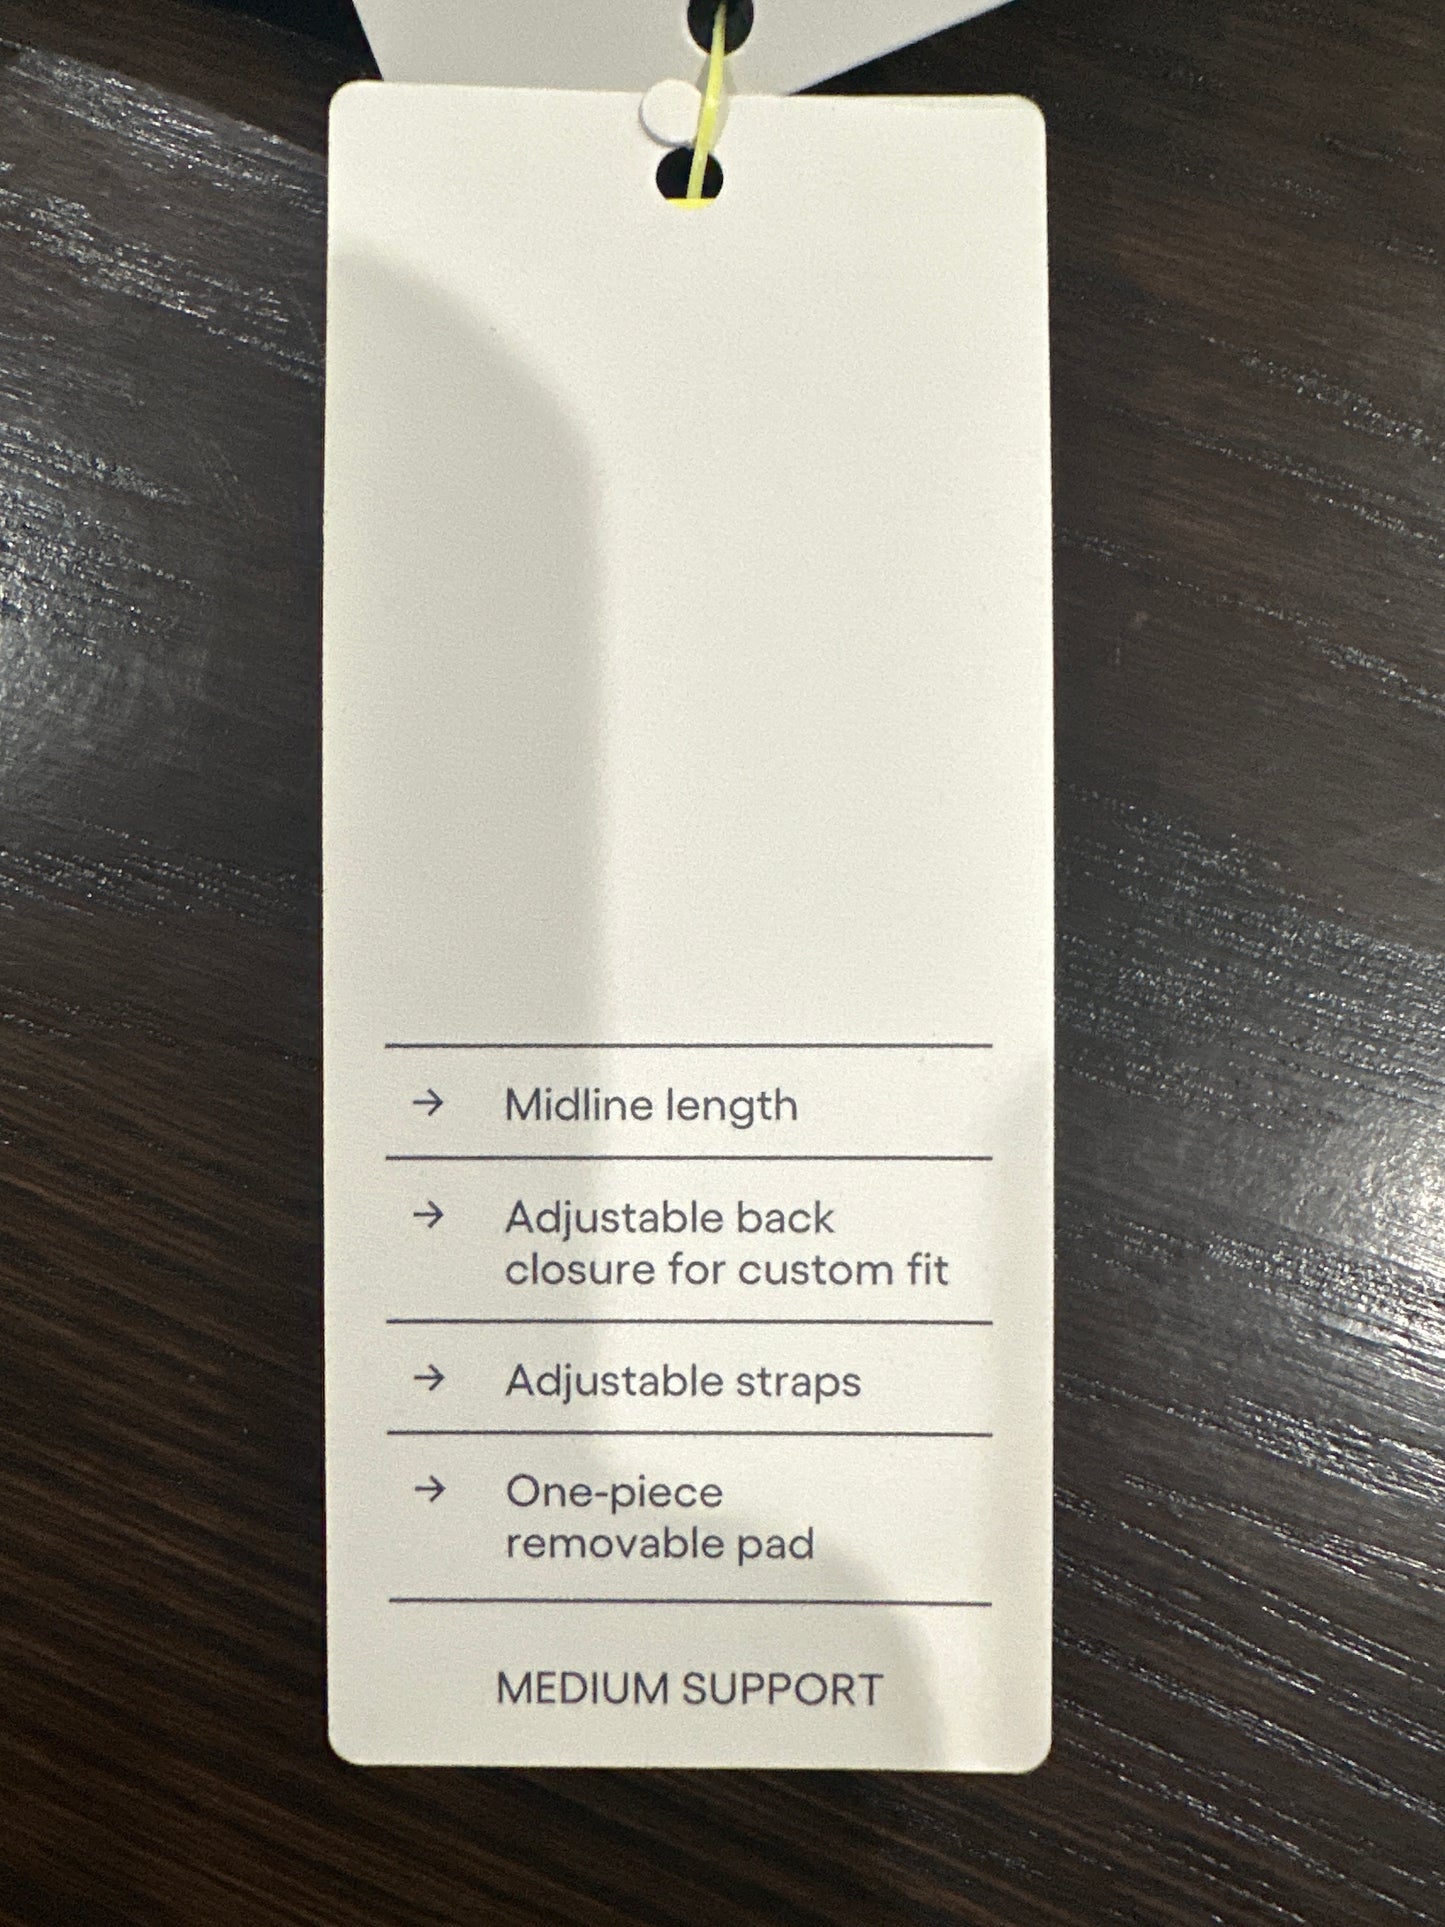 → Midline length
→ Adjustable back
closure for custom fit
→ Adjustable straps
→ One-piece
removable pad
MEDIUM SUPPORT